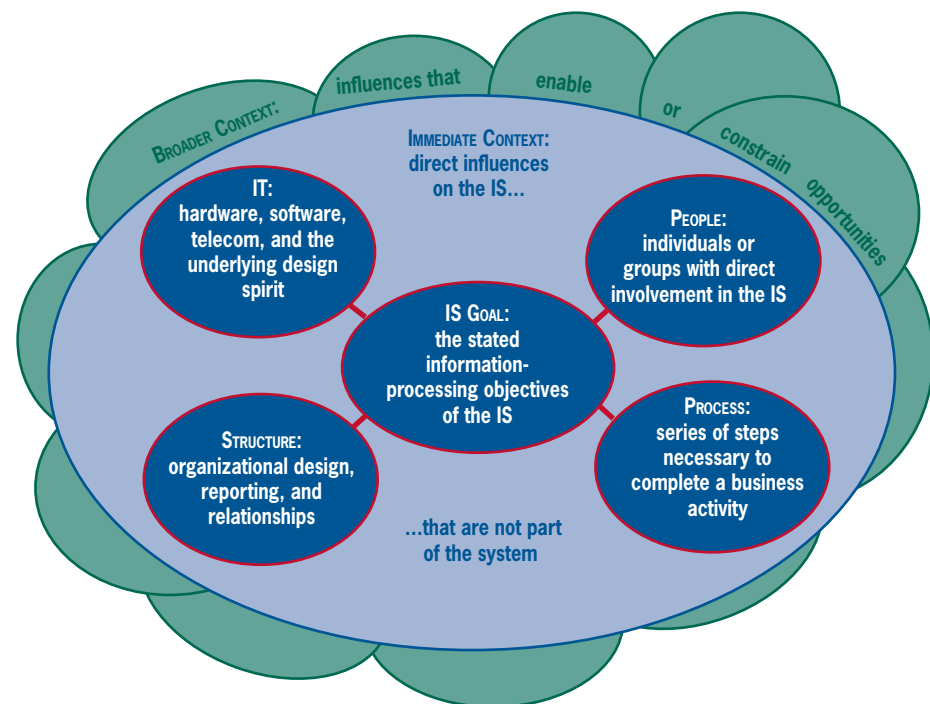 BROADER CONTEXT: influences that enable or constrain opportunities
IMMEDIATE CONTEXT:
direct influences
on the IS…
IT:
hardware, software,
telecom, and the
underlying design
spirit
PEOPLE:
individuals or
groups with direct
involvement in the IS
IS GOAL:
the stated
information-
processing objectives
of the IS
STRUCTURE:
organizational design,
reporting, and
relationships
PROCESS:
series of steps
necessary to
complete a business
activity
…that are not part
of the system